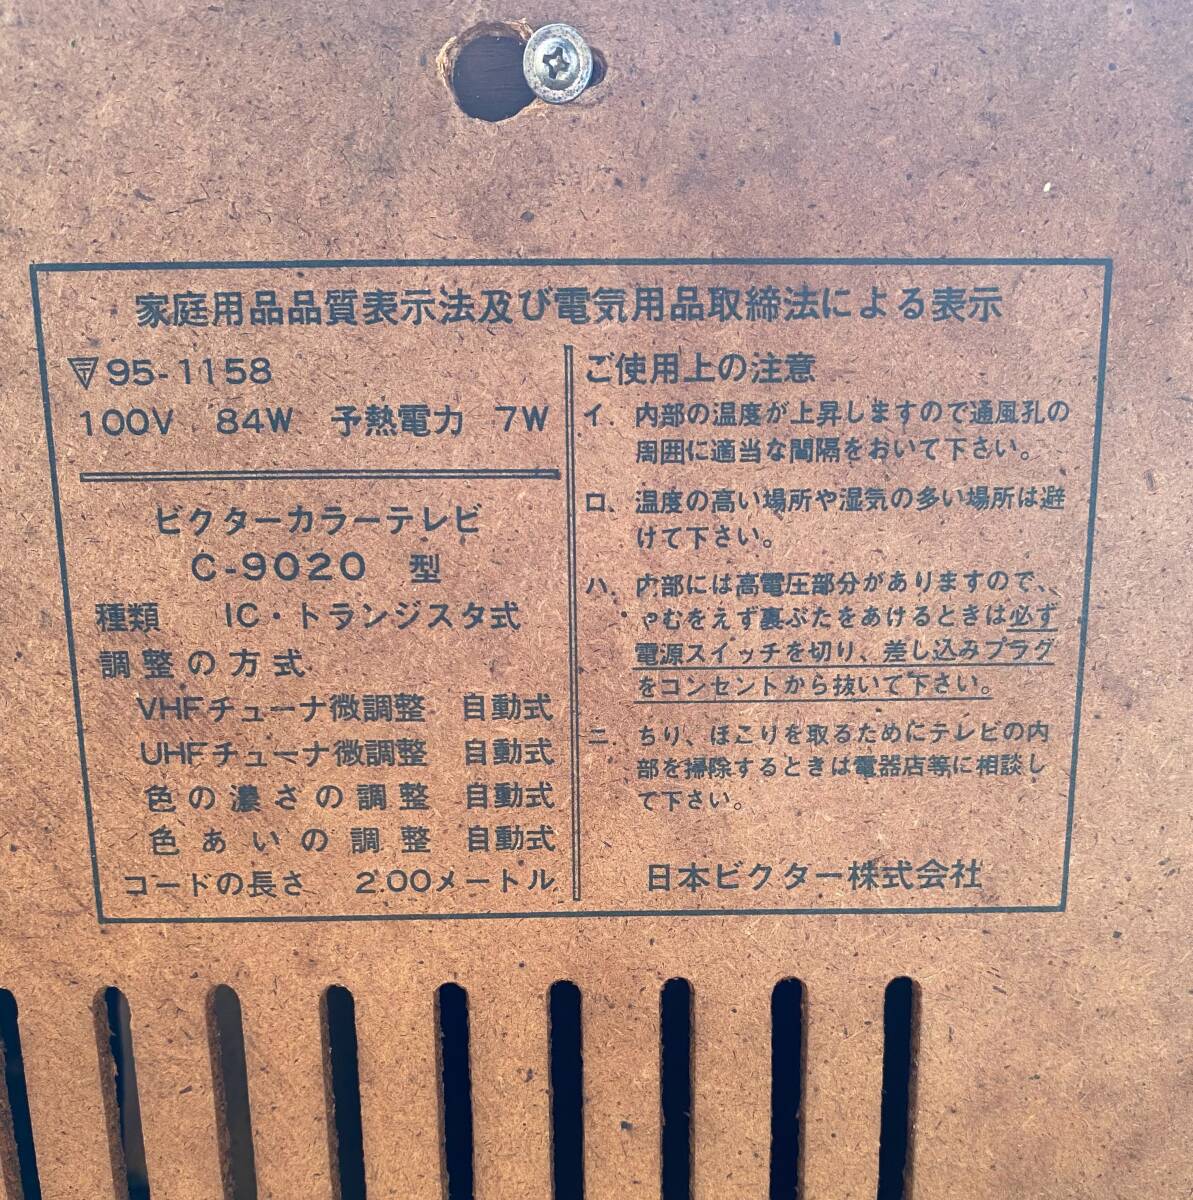 家庭用品品質表示法及び電気用品取締法による表示
〒95-1158
100V 84W 予熱電力 7W
ビクターカラーテレビ
C-9020 型
種類 IC・トランジスタ式
調整の方式
VHFチューナ微調整 自動式
UHFチューナ微調整 自動式
色の濃さの調整 自動式
色あいの調整 自動式
コードの長さ 2.00メートル
ご使用上の注意
イ. 内部の温度が上昇しますので通風孔の
周囲に適当な間隔をおいて下さい。
ロ. 温度の高い場所や湿気の多い場所は避
けて下さい。
ハ. 内部には高電圧部分がありますので、
やむをえず裏ぶたをあけるときは必ず
電源スイッチを切り、差し込みプラグ
をコンセントから抜いて下さい。
ニ. ちり、ほこりを取るためにテレビの内
部を掃除するときは電器店等に相談し
て下さい。
日本ビクター株式会社